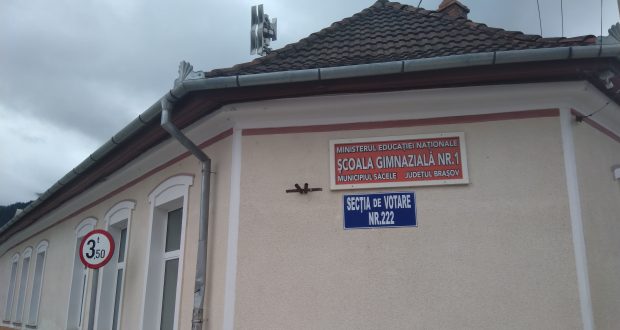 MINISTERUL EDUCAȚIEI NAȚIONALE
ȘCOALA GIMNAZIALĂ NR.1
MUNICIPIUL SĂCELE JUDEȚUL BRAȘOV
SECȚIA DE VOTARE
NR.222
3,50 t